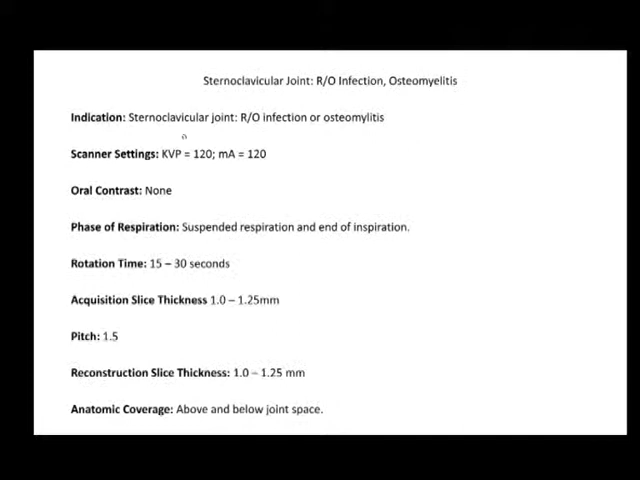 Sternoclavicular Joint: R/O Infection, Osteomyelitis
Indication: Sternoclavicular joint: R/O infection or osteomylitis
Scanner Settings: KVP = 120; mA = 120
Oral Contrast: None
Phase of Respiration: Suspended respiration and end of inspiration.
Rotation Time: 15 – 30 seconds
Acquisition Slice Thickness 1.0 – 1.25mm
Pitch: 1.5
Reconstruction Slice Thickness: 1.0 – 1.25 mm
Anatomic Coverage: Above and below joint space.